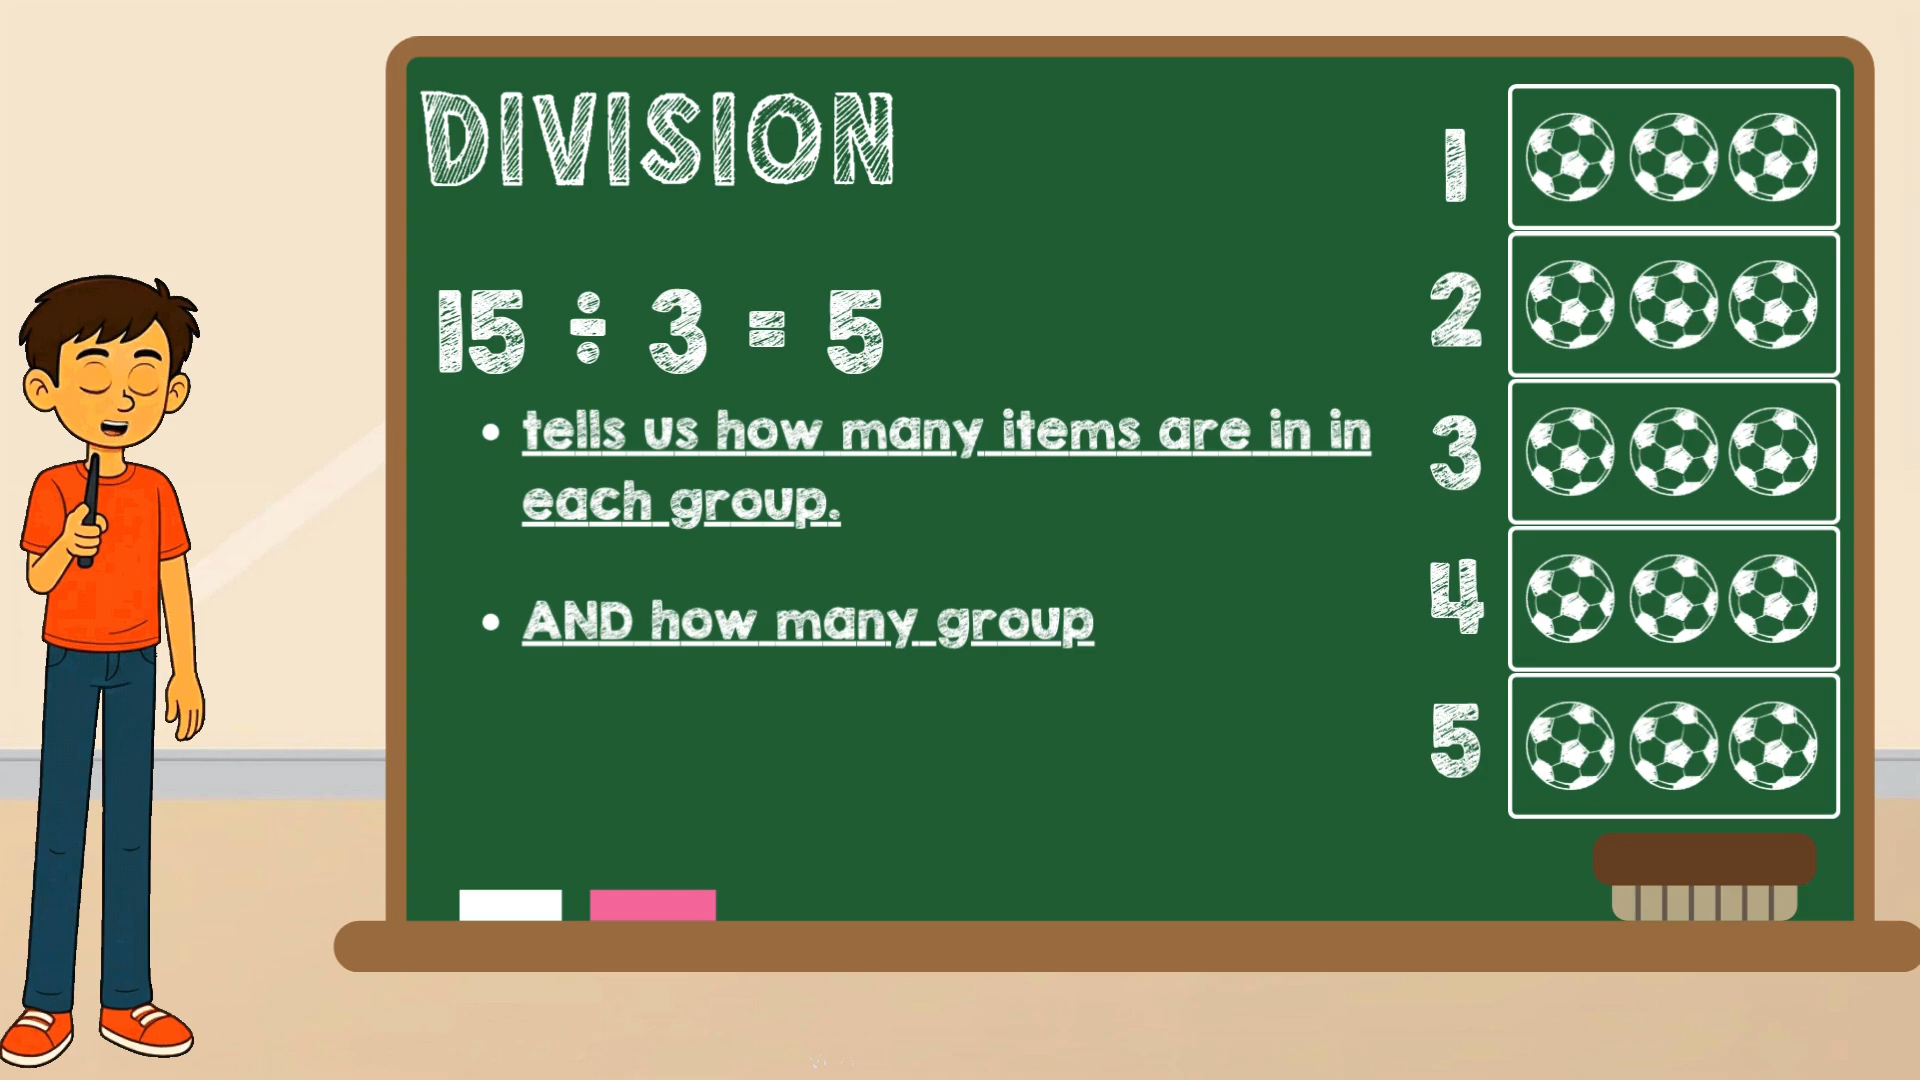 DIVISION
15 ÷ 3 = 5
• tells us how many items are in in
each group.
• AND how many group
1
2
3
4
5